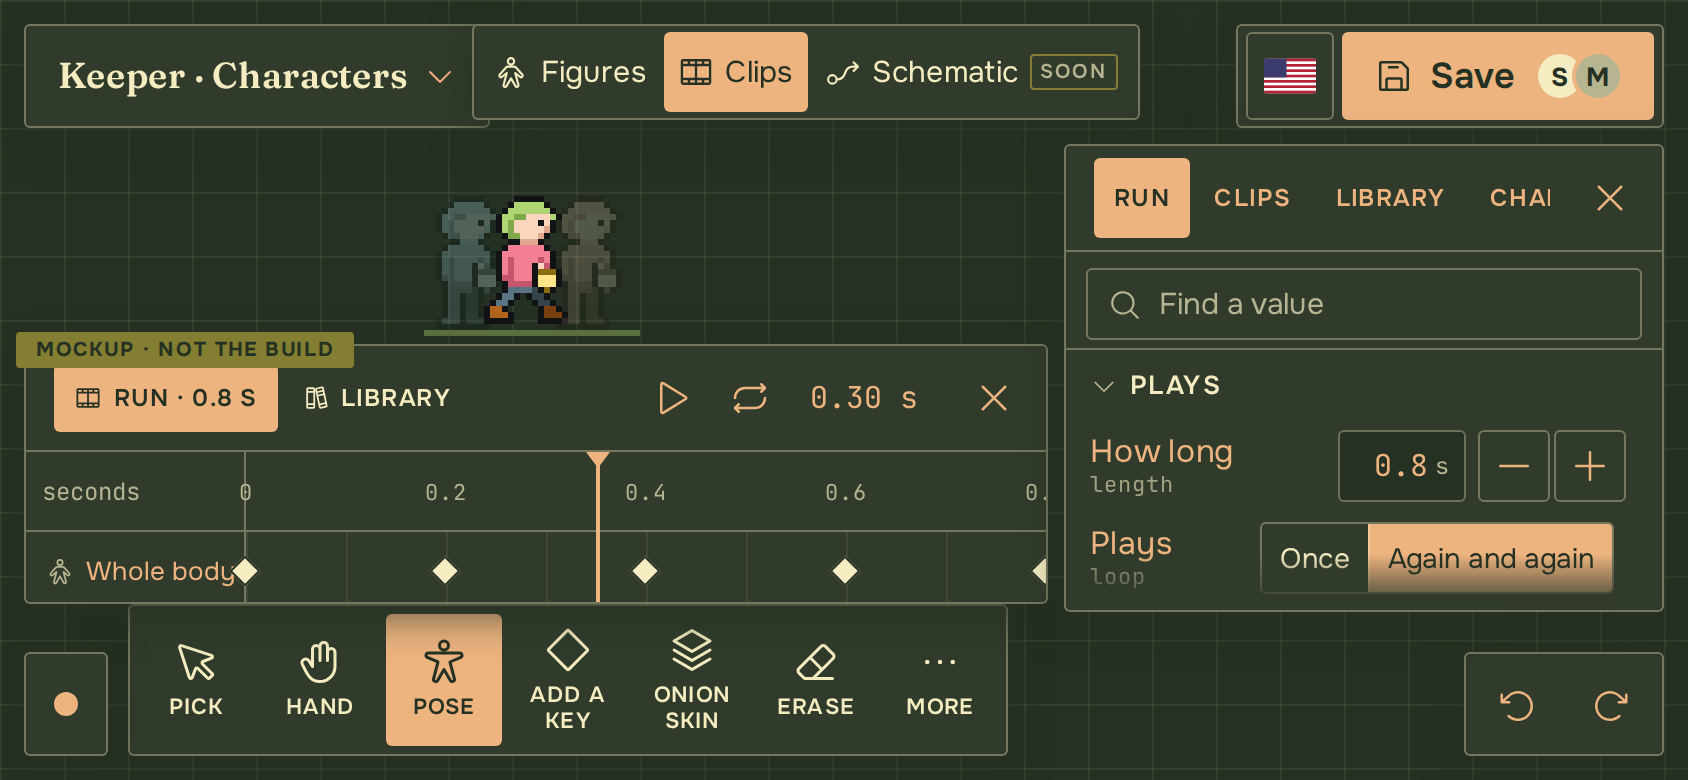 Keeper · Characters
Figures
Clips
Schematic
SOON
Save
S
M
RUN
CLIPS
LIBRARY
Find a value
MOCKUP · NOT THE BUILD
RUN · 0.8 S
LIBRARY
0.30 s
PLAYS
How long
length
0.8 s
seconds
0
0.2
0.4
0.6
Plays
loop
Once
Again and again
Whole body
PICK
HAND
POSE
ADD A
KEY
ONION
SKIN
ERASE
MORE